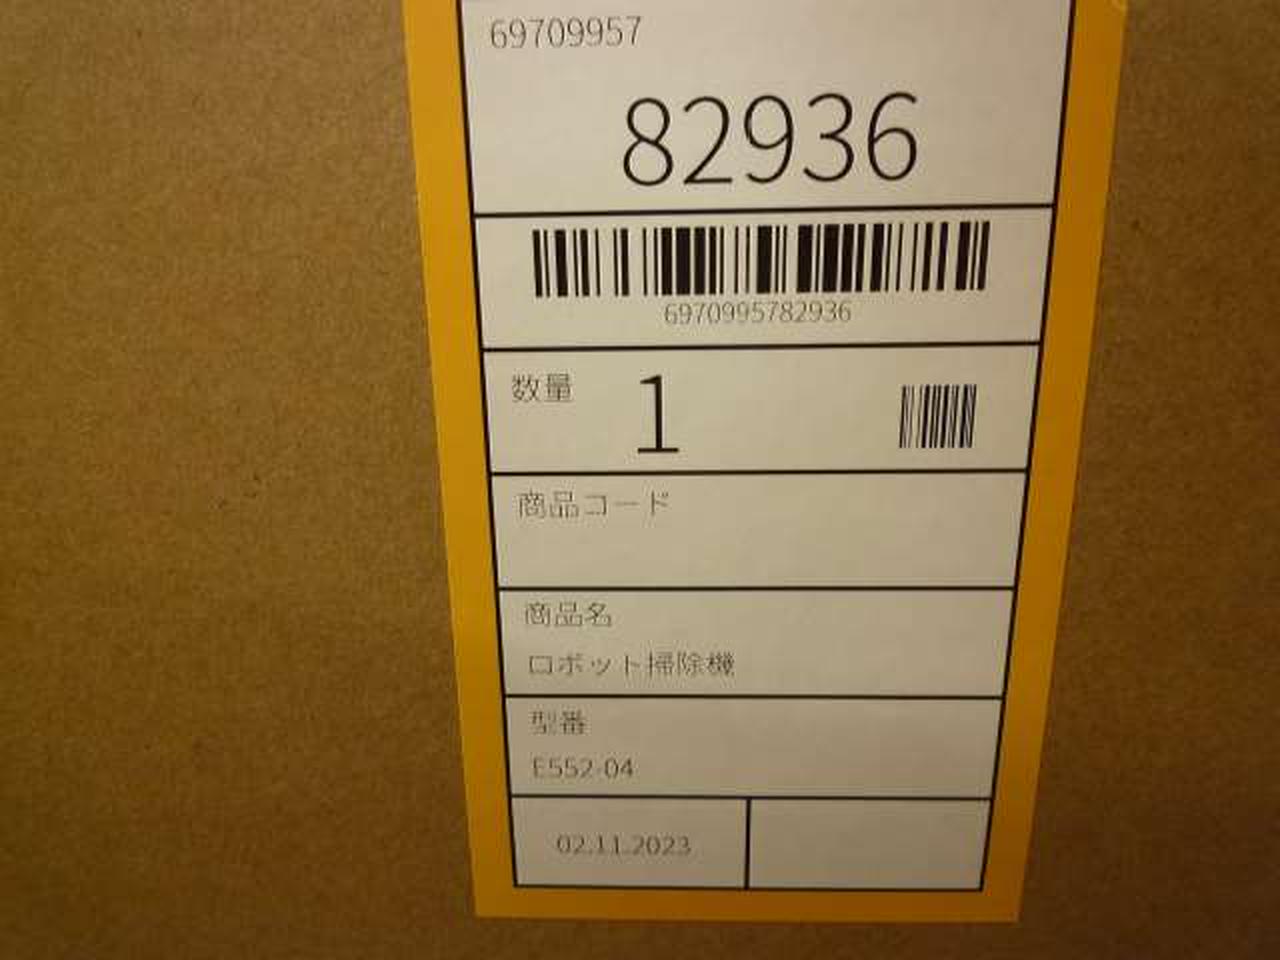 69709957
82936
6970995782936
数量 1
商品コード
商品名
ロボット掃除機
型番
E552-04
02.11.2023